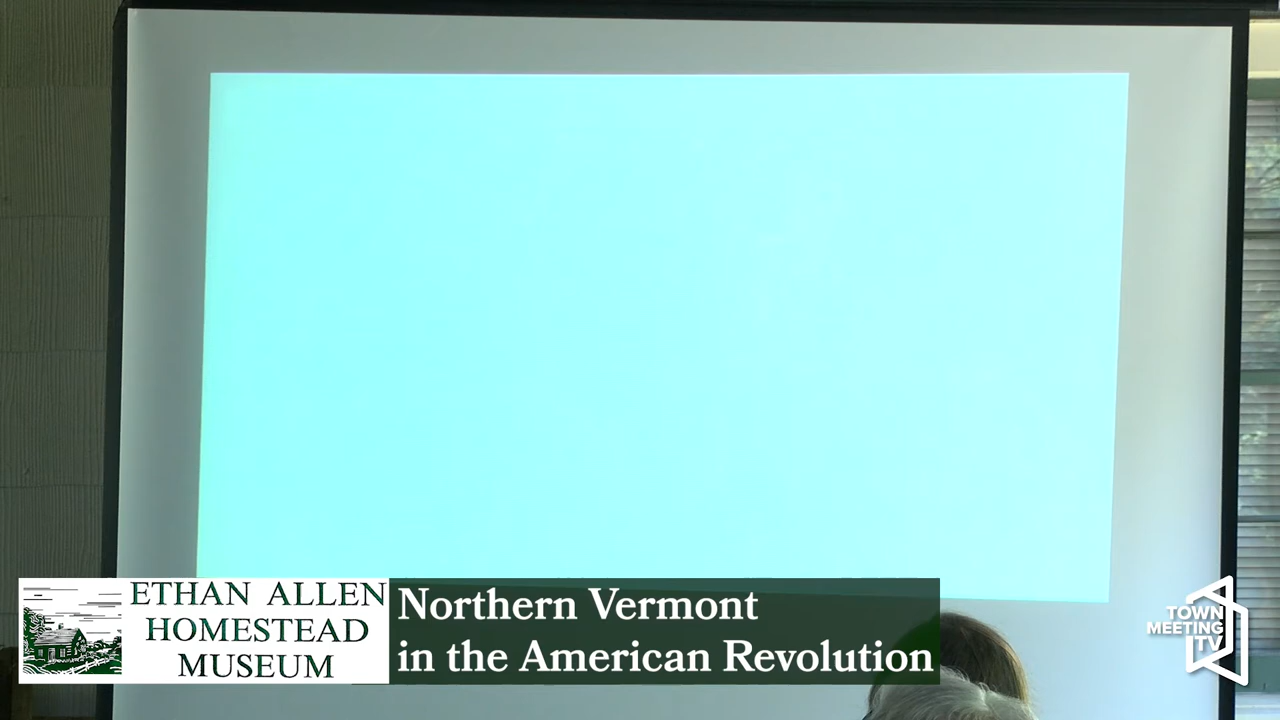 ETHAN ALLEN
HOMESTEAD
MUSEUM
Northern Vermont
in the American Revolution
TOWN
MEETING
TV